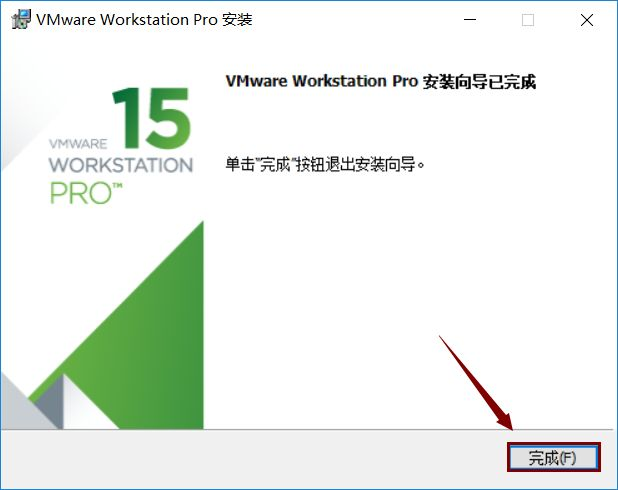 VMware Workstation Pro 安装
VMware Workstation Pro 安装向导已完成
15
VMWARE
WORKSTATION
PRO™
单击"完成"按钮退出安装向导。
完成(F)